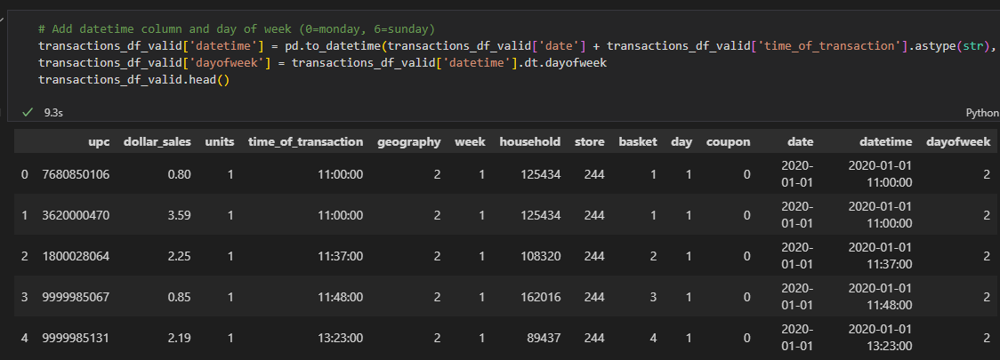 # Add datetime column and day of week (0=monday, 6=sunday)
transactions_df_valid['datetime'] = pd.to_datetime(transactions_df_valid['date'] + transactions_df_valid['time_of_transaction'].astype(str),
transactions_df_valid['dayofweek'] = transactions_df_valid['datetime'].dt.dayofweek
transactions_df_valid.head()
9.3s Python
upc dollar_sales units time_of_transaction geography week household store basket day coupon date datetime dayofweek
0 7680850106 0.80 1 11:00:00 2 1 125434 244 1 1 0 2020-01-01 2020-01-01 11:00:00 2
1 3620000470 3.59 1 11:00:00 2 1 125434 244 1 1 0 2020-01-01 2020-01-01 11:00:00 2
2 1800028064 2.25 1 11:37:00 2 1 108320 244 2 1 0 2020-01-01 2020-01-01 11:37:00 2
3 9999985067 0.85 1 11:48:00 2 1 162016 244 3 1 0 2020-01-01 2020-01-01 11:48:00 2
4 9999985131 2.19 1 13:23:00 2 1 89437 244 4 1 0 2020-01-01 2020-01-01 13:23:00 2